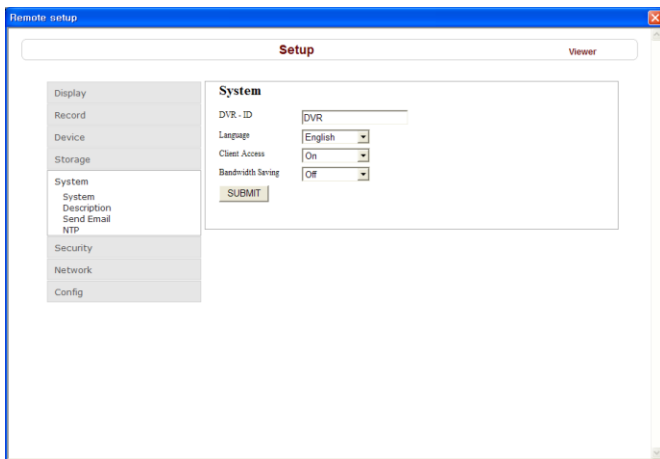 Remote setup
Setup
Viewer
Display
Record
Device
Storage
System
System
Description
Send Email
NTP
Security
Network
Config
System
DVR - ID
DVR
Language
English
Client Access
On
Bandwidth Saving
Off
SUBMIT